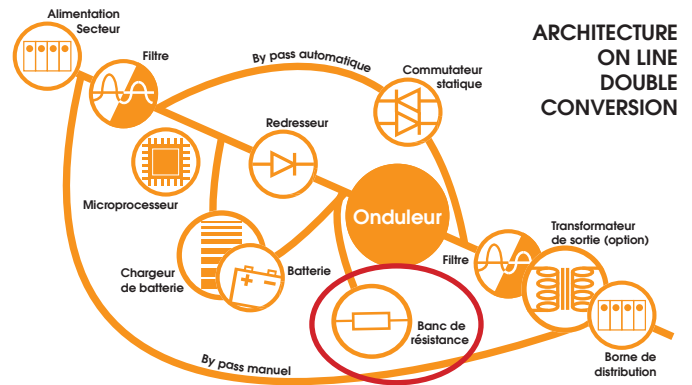 Alimentation
Secteur
Filtre
By pass automatique
Commutateur
statique
ARCHITECTURE
ON LINE
DOUBLE
CONVERSION
Redresseur
Microprocesseur
Onduleur
Chargeur
de batterie
Batterie
Filtre
Transformateur
de sortie (option)
Banc de
résistance
By pass manuel
Borne de
distribution